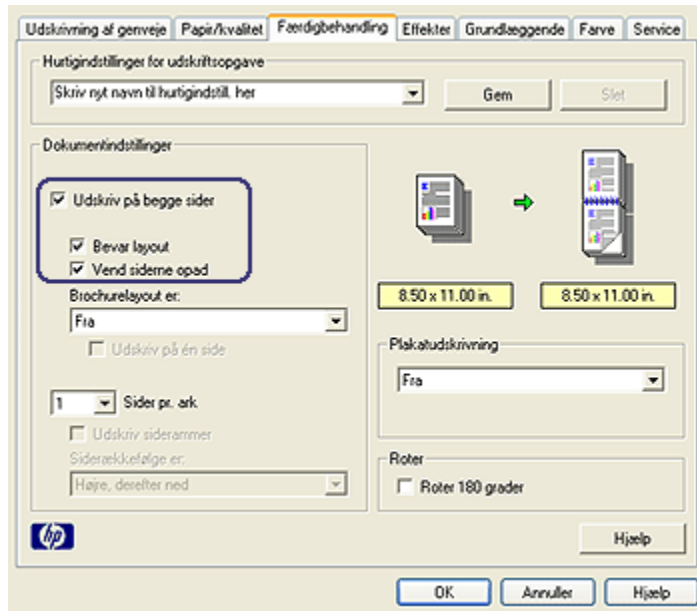 Udskrivning af genveje Papir/kvalitet Færdigbehandling Effekter Grundlæggende Farve Service
Hurtigindstillinger for udskriftsopgave
Skriv nyt navn til hurtigindstill. her
Gem
Slet
Dokumentindstillinger
Udskriv på begge sider
Bevar layout
Vend siderne opad
Brochurelayout er:
Fra
Udskriv på én side
1 Sider pr. ark
Udskriv siderammer
Siderækkefølge er:
Højre, derefter ned
8.50 x 11.00 in. 8.50 x 11.00 in.
Plakatudskrivning
Fra
Roter
Roter 180 grader
hp
Hjælp
OK Annuller Hjælp